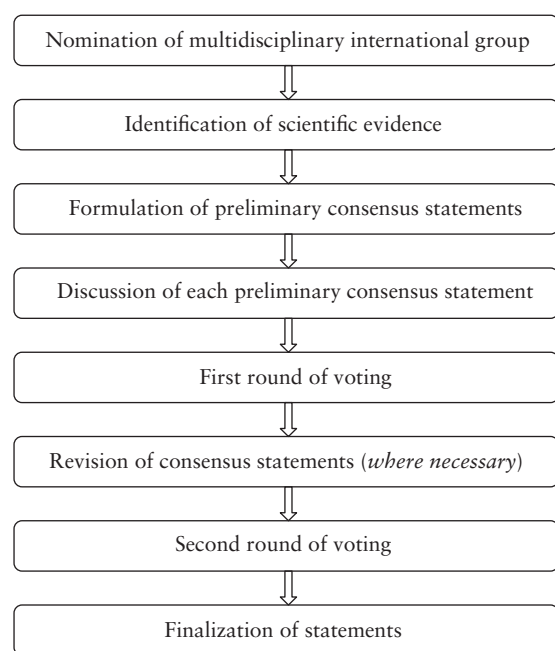 Nomination of multidisciplinary international group
Identification of scientific evidence
Formulation of preliminary consensus statements
Discussion of each preliminary consensus statement
First round of voting
Revision of consensus statements (where necessary)
Second round of voting
Finalization of statements